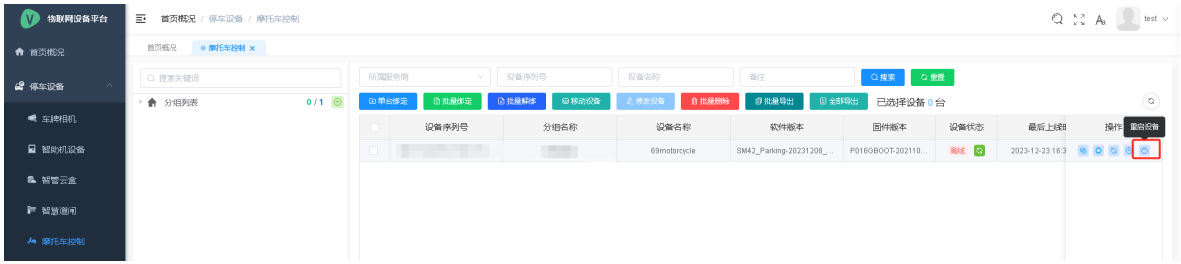 物联网设备平台
首页概况 / 停车设备 / 摩托车控制
test
首页概况
首页概况
摩托车控制
停车设备
搜索关键词
所属服务商
设备序列号
设备名称
备注
搜索
重置
分组列表
0 / 1
单台绑定
批量绑定
批量解绑
移动设备
修改设备
批量删除
批量导出
全部导出
已选择设备 0 台
车牌相机
设备序列号
分组名称
设备名称
软件版本
固件版本
设备状态
最后上线
操作
重启设备
智助机设备
69motorcycle
SM42_Parking-20231208_...
P016GBOOT-202110...
离线
2023-12-23 16:3
智管云盒
智慧道闸
摩托车控制